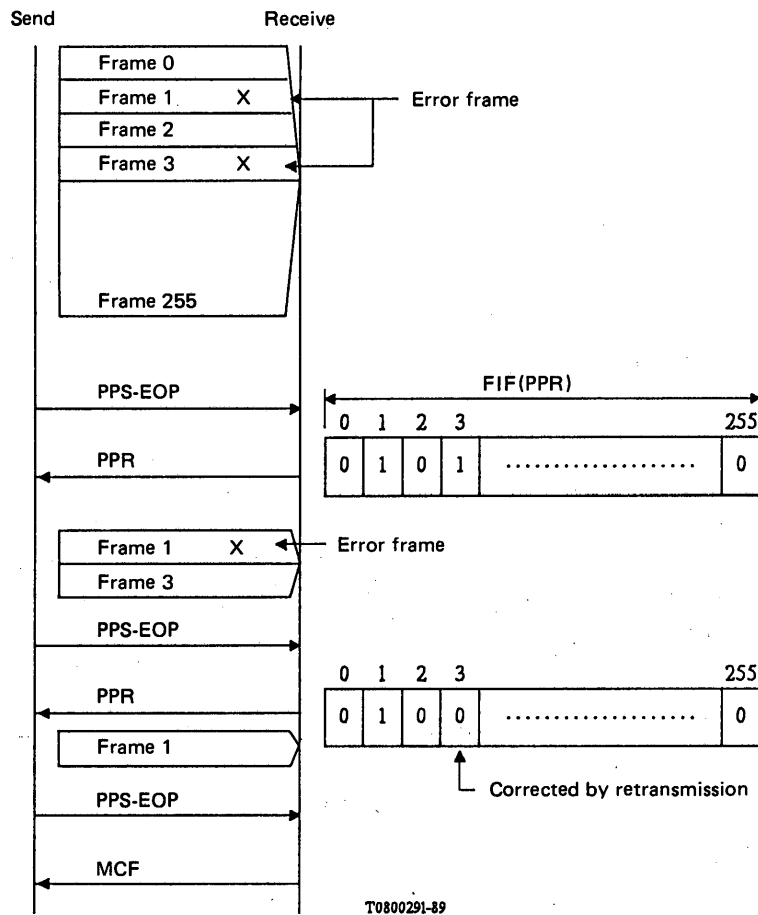 Send Receive
Frame 0
Frame 1 X
Error frame
Frame 2
Frame 3 X
Frame 255
PPS-EOP
FIF(PPR)
0 1 2 3 255
PPR
0 1 0 1 .................... 0
Frame 1 X
Error frame
Frame 3
PPS-EOP
0 1 2 3 255
PPR
0 1 0 0 .................... 0
Frame 1
Corrected by retransmission
PPS-EOP
MCF
T0800291-89